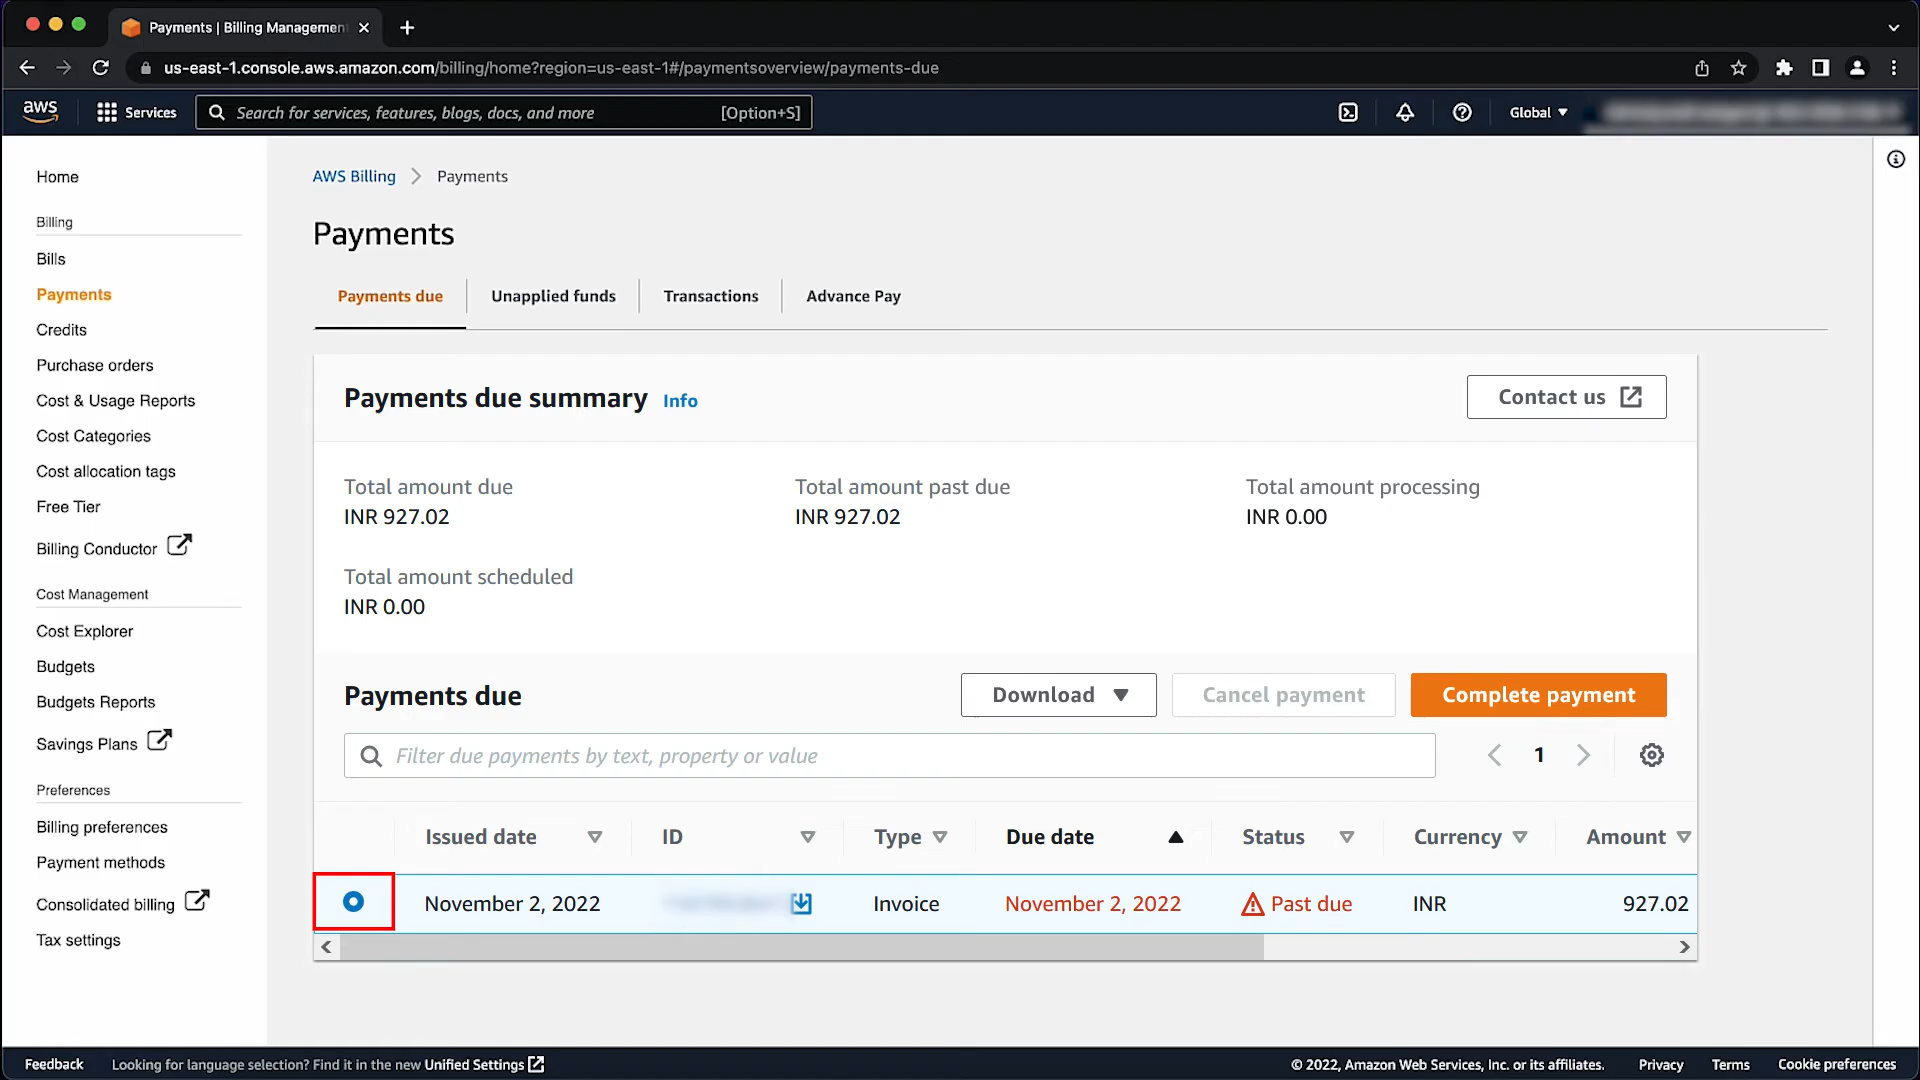 Payments | Billing Managemen
us-east-1.console.aws.amazon.com/billing/home?region=us-east-1#/paymentsoverview/payments-due
aws
Services
Search for services, features, blogs, docs, and more [Option+S]
Global
Home
Billing
Bills
Payments
Credits
Purchase orders
Cost & Usage Reports
Cost Categories
Cost allocation tags
Free Tier
Billing Conductor
Cost Management
Cost Explorer
Budgets
Budgets Reports
Savings Plans
Preferences
Billing preferences
Payment methods
Consolidated billing
Tax settings
AWS Billing > Payments
Payments
Payments due Unapplied funds Transactions Advance Pay
Payments due summary Info Contact us
Total amount due Total amount past due Total amount processing
INR 927.02 INR 927.02 INR 0.00
Total amount scheduled
INR 0.00
Payments due Download Cancel payment Complete payment
Filter due payments by text, property or value 1
Issued date ID Type Due date Status Currency Amount
November 2, 2022 Invoice November 2, 2022 Past due INR 927.02
Feedback Looking for language selection? Find it in the new Unified Settings © 2022, Amazon Web Services, Inc. or its affiliates. Privacy Terms Cookie preferences